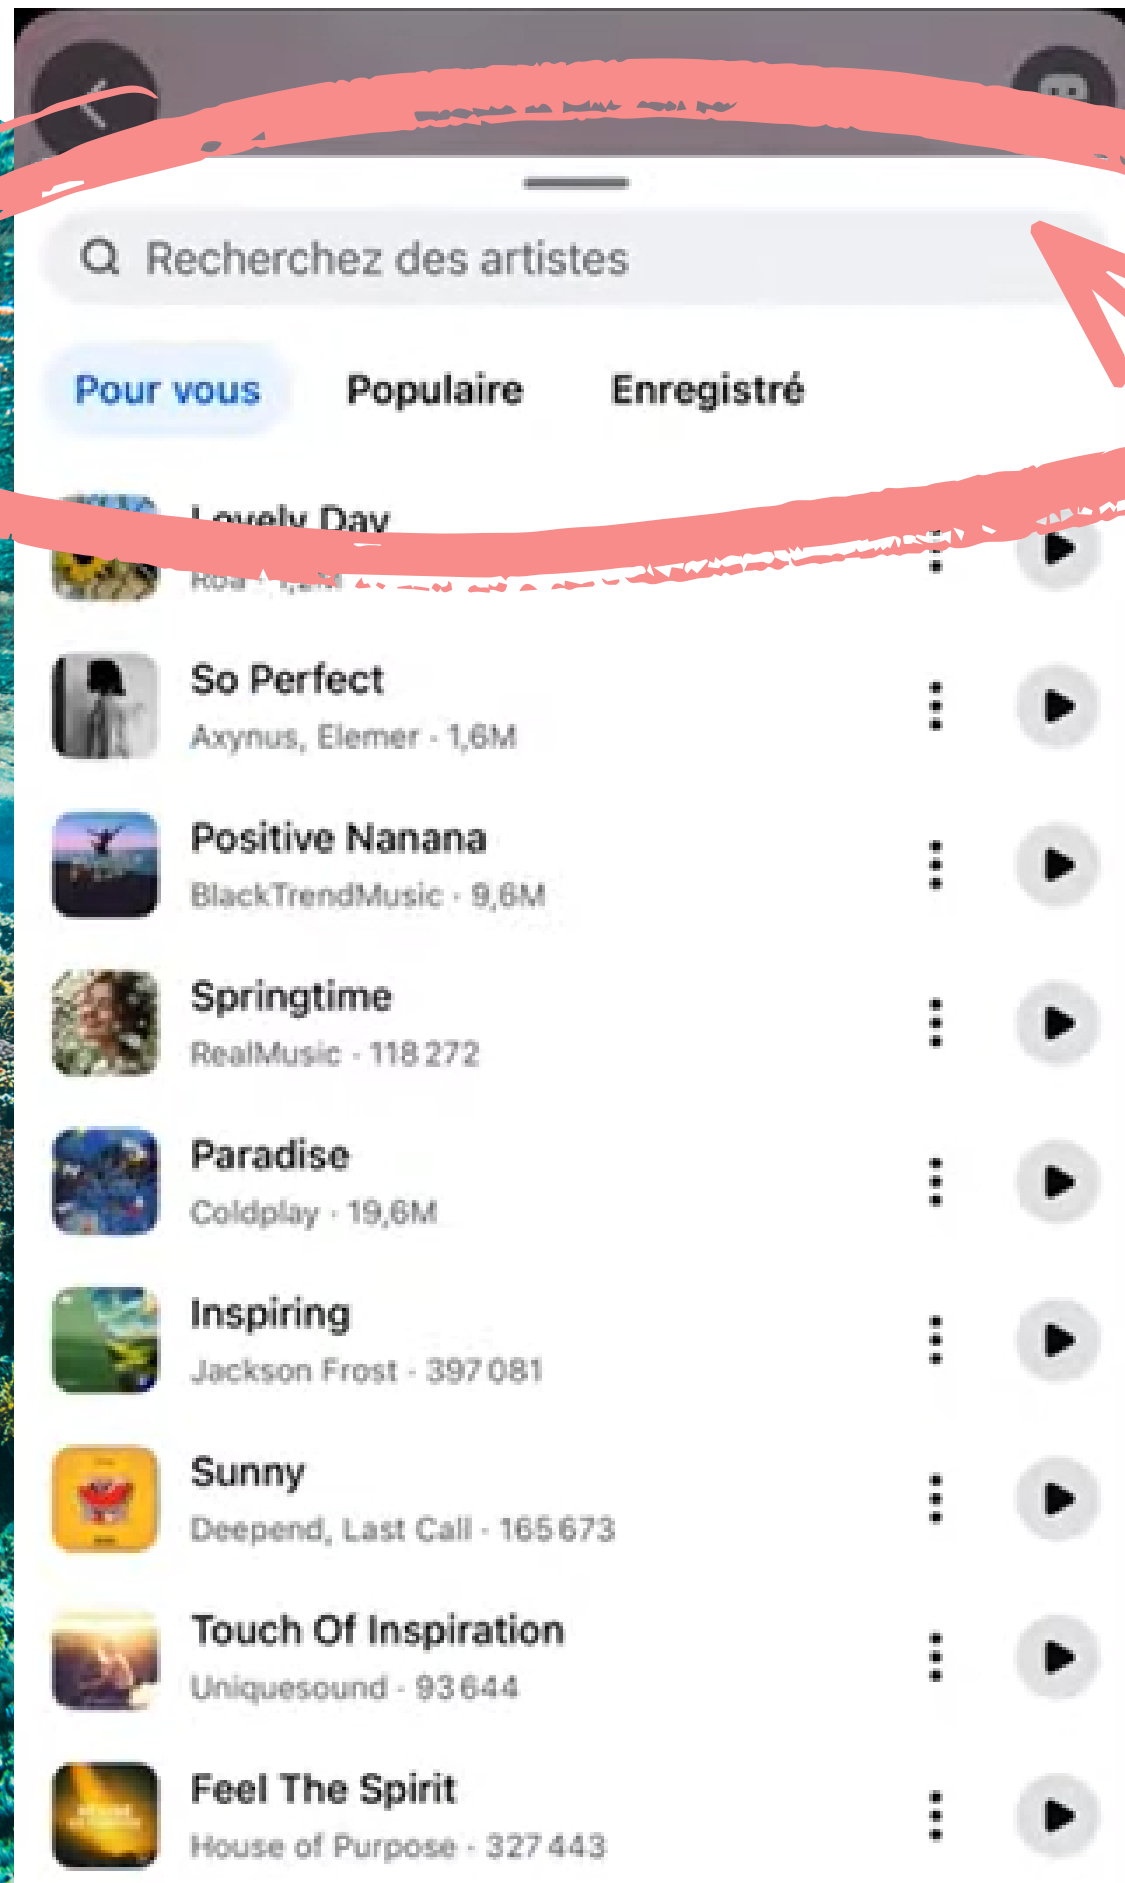 Recherchez des artistes
Pour vous Populaire Enregistré
Lovely Day
So Perfect
Axynus, Elemer · 1,6M
Positive Nanana
BlackTrendMusic · 9,6M
Springtime
RealMusic · 118 272
Paradise
Coldplay · 19,6M
Inspiring
Jackson Frost · 397 081
Sunny
Deepend, Last Call · 165 673
Touch Of Inspiration
Uniquesound · 93 644
Feel The Spirit
House of Purpose · 327 443